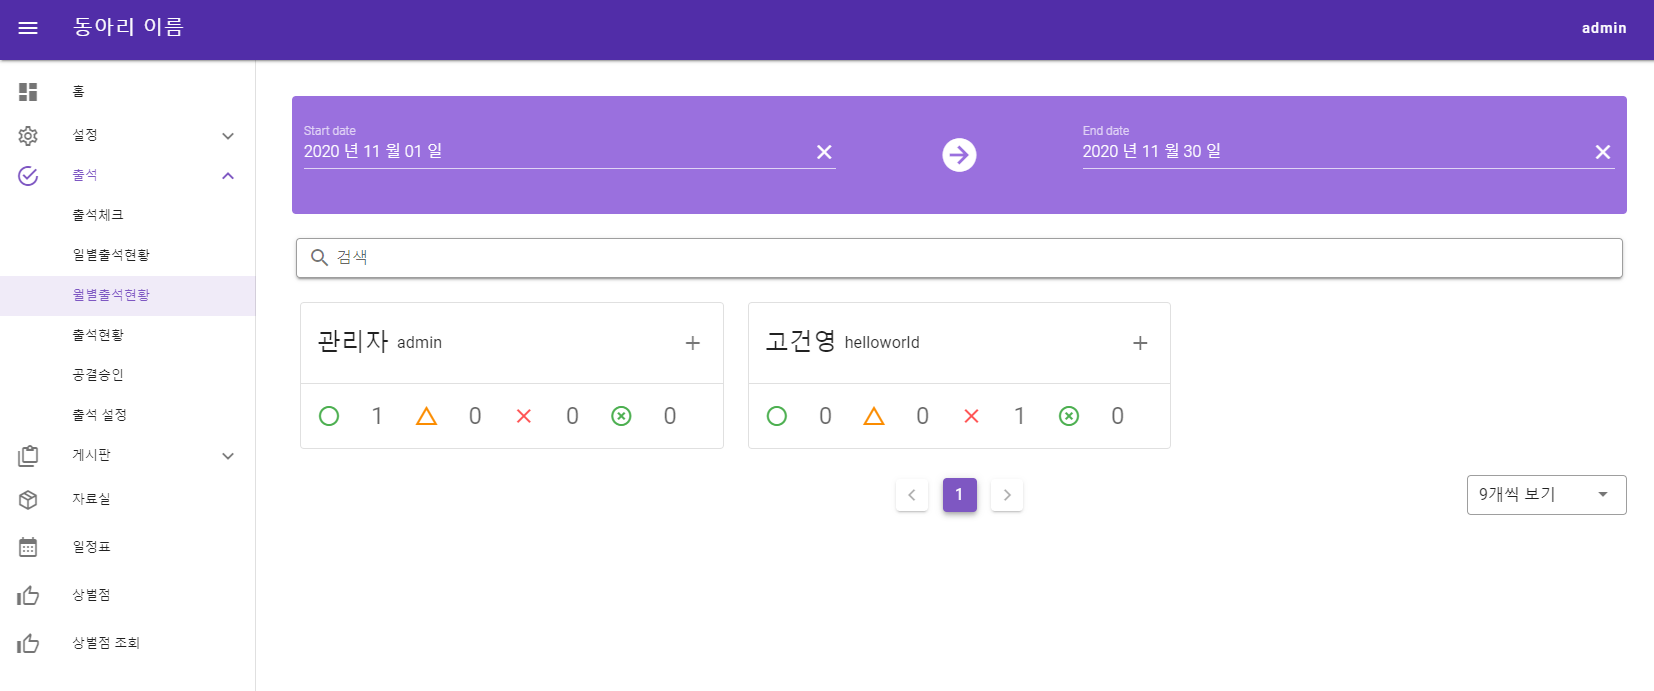 동아리 이름
admin
홈
설정
출석
출석체크
일별출석현황
월별출석현황
출석현황
공결승인
출석 설정
게시판
자료실
일정표
상벌점
상벌점 조회
Start date
2020 년 11 월 01 일
End date
2020 년 11 월 30 일
검색
관리자 admin
1 0 0 0
고건영 helloworld
0 0 1 0
1
9개씩 보기